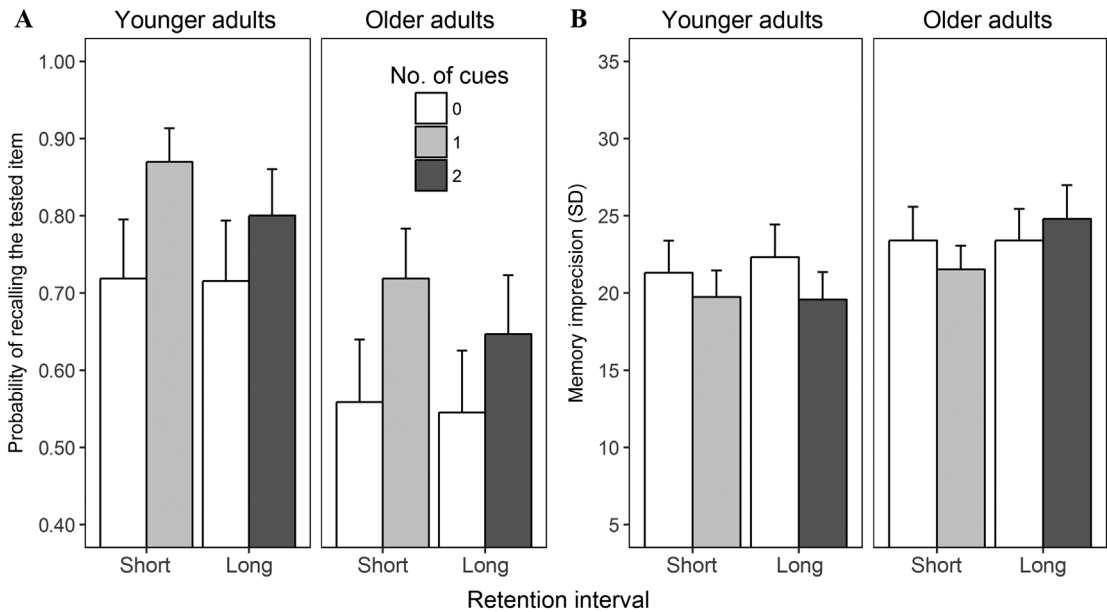 A
Younger adults
Older adults
Probability of recalling the tested item
1.00
0.90
0.80
0.70
0.60
0.50
0.40
No. of cues
0
1
2
Short
Long
Short
Long
B
Younger adults
Older adults
Memory imprecision (SD)
35
30
25
20
15
10
5
Short
Long
Short
Long
Retention interval